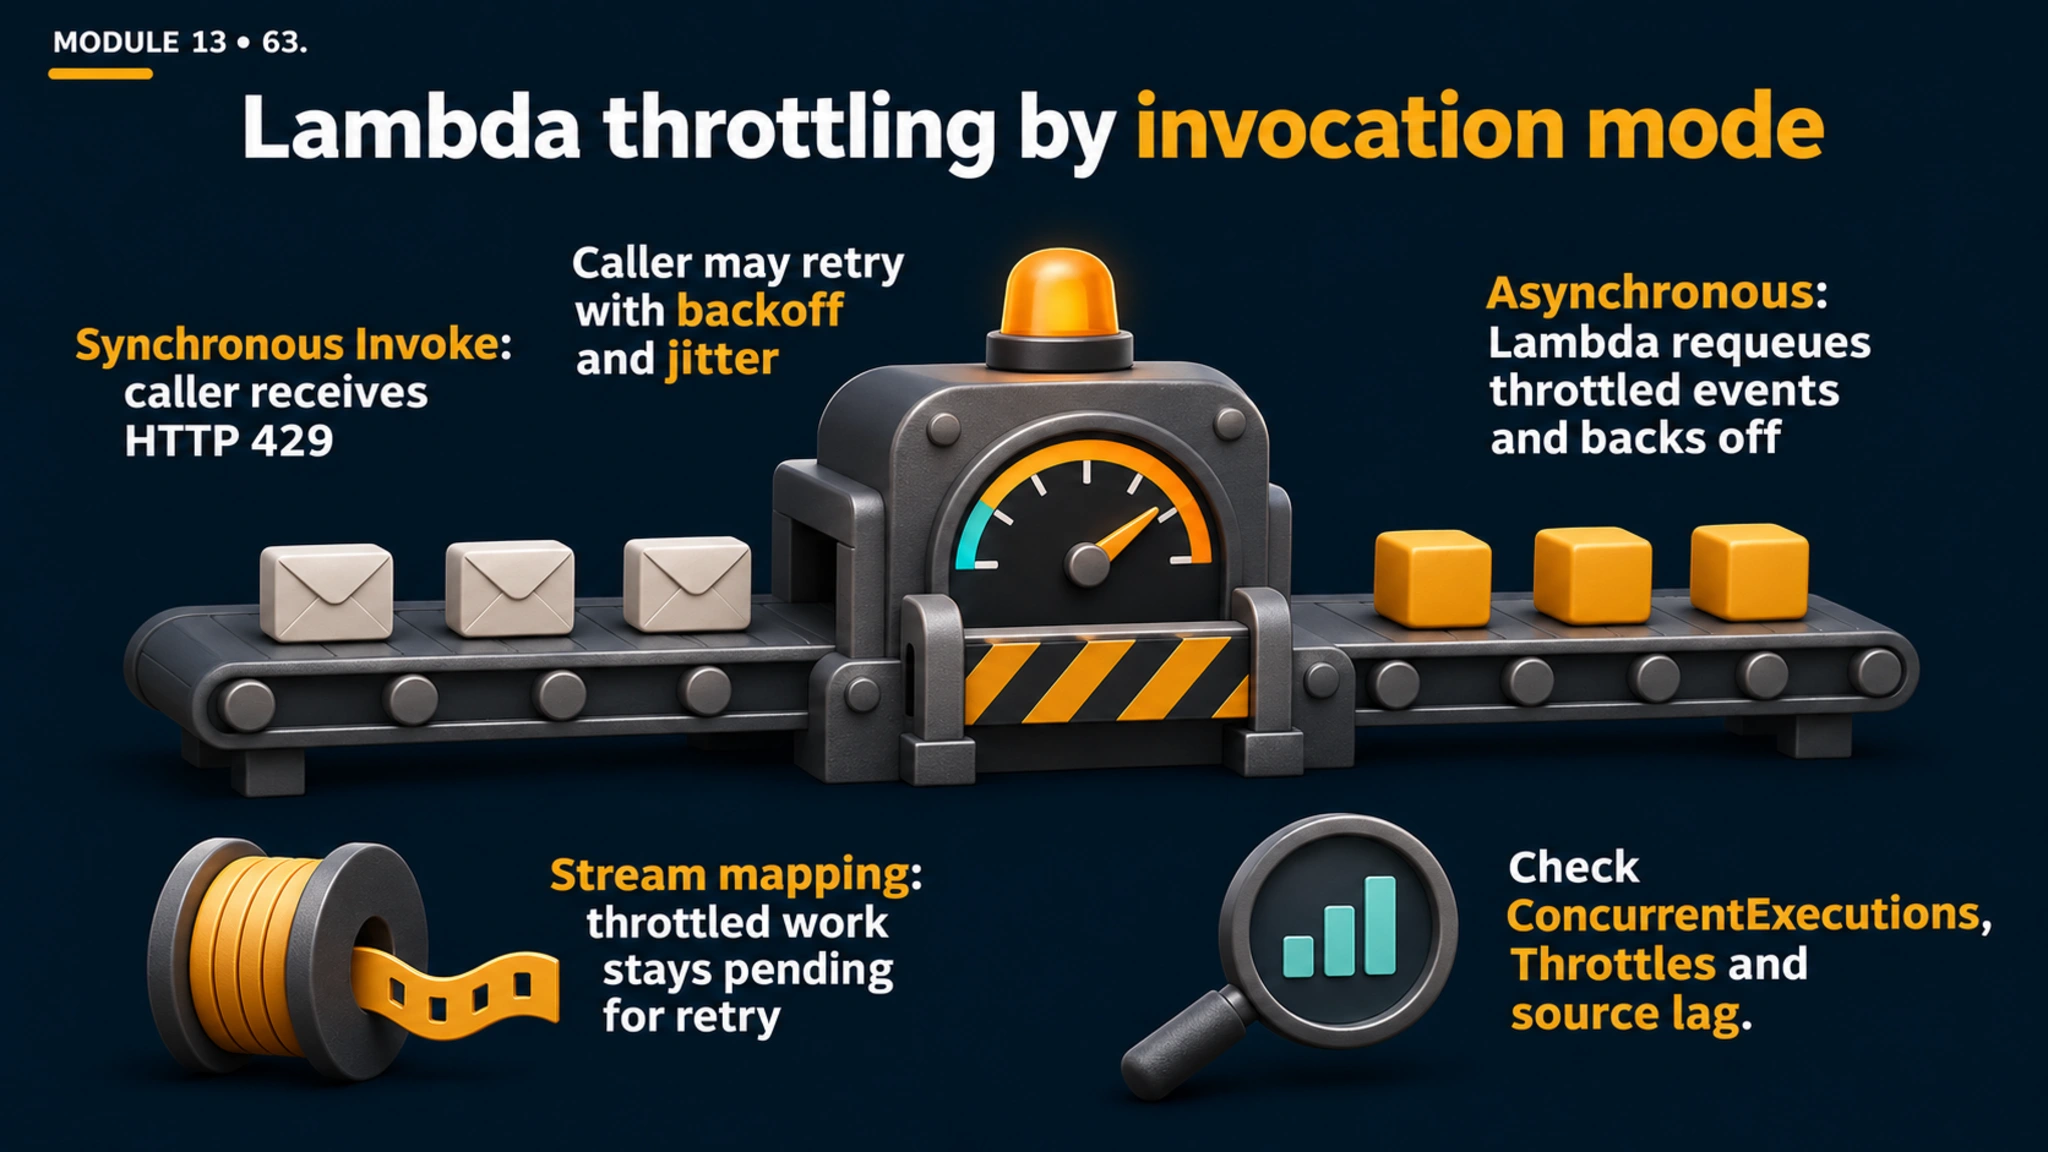 MODULE 13 • 63.
Lambda throttling by invocation mode
Synchronous Invoke:
caller receives
HTTP 429
Caller may retry
with backoff
and jitter
Asynchronous:
Lambda requeues
throttled events
and backs off
Stream mapping:
throttled work
stays pending
for retry
Check
ConcurrentExecutions,
Throttles and
source lag.